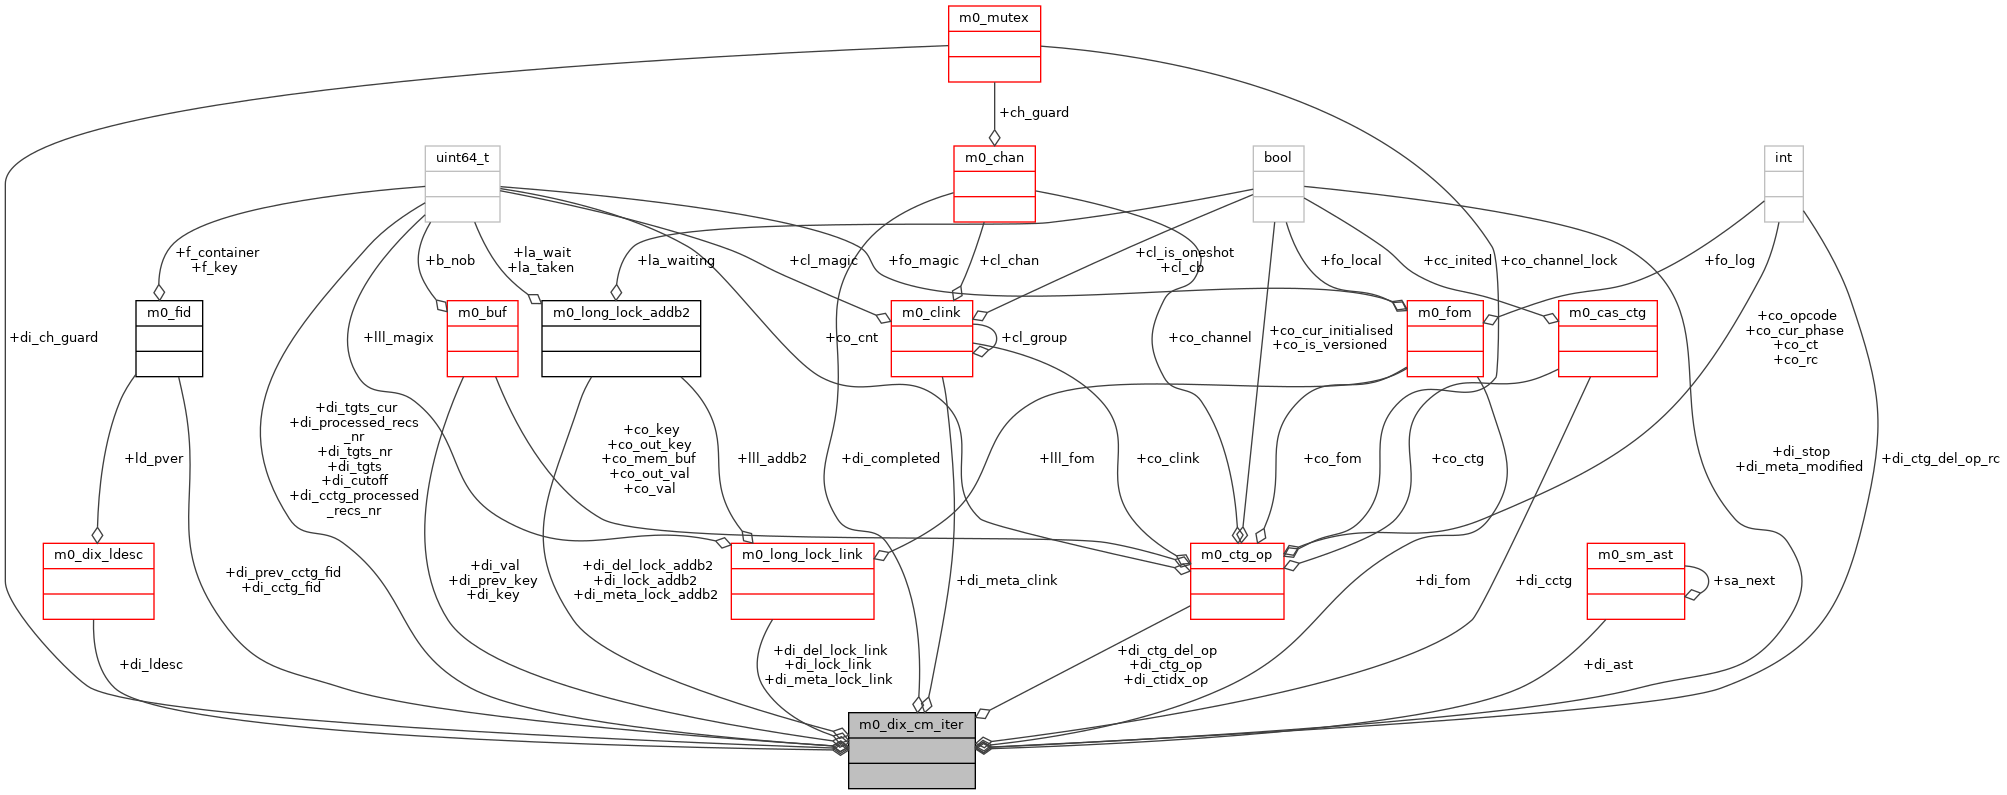 m0_mutex
+ch_guard
uint64_t
m0_chan
bool
int
+f_container
+f_key
+b_nob
+la_wait
+la_taken
+la_waiting
+cl_magic
+fo_magic
+cl_chan
+cl_is_oneshot
+cl_cb
+fo_local
+cc_inited
+co_channel_lock
+fo_log
m0_fid
m0_buf
m0_long_lock_addb2
m0_clink
m0_fom
m0_cas_ctg
+di_ch_guard
+lll_magix
+co_cnt
+cl_group
+co_channel
+co_cur_initialised
+co_is_versioned
+co_opcode
+co_cur_phase
+co_ct
+co_rc
+ld_pver
+di_tgts_cur
+di_processed_recs
_nr
+di_tgts_nr
+di_tgts
+di_cutoff
+di_cctg_processed
_recs_nr
+co_key
+co_out_key
+co_mem_buf
+co_out_val
+co_val
+lll_addb2
+di_completed
+lll_fom
+co_clink
+co_fom
+co_ctg
+di_stop
+di_meta_modified
+di_ctg_del_op_rc
m0_dix_ldesc
m0_long_lock_link
m0_ctg_op
m0_sm_ast
+di_prev_cctg_fid
+di_cctg_fid
+di_val
+di_prev_key
+di_key
+di_del_lock_addb2
+di_lock_addb2
+di_meta_lock_addb2
+di_meta_clink
+di_fom
+di_cctg
+sa_next
+di_ldesc
+di_del_lock_link
+di_lock_link
+di_meta_lock_link
+di_ctg_del_op
+di_ctg_op
+di_ctidx_op
+di_ast
m0_dix_cm_iter